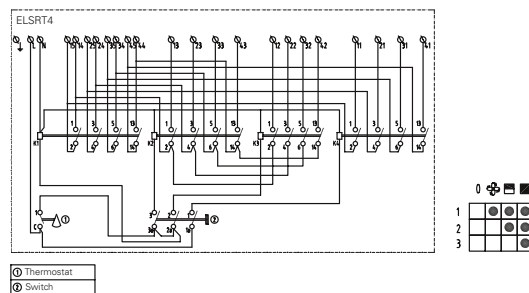 ELSRT4
L N 15 14 25 24 35 34 45 44 13 23 33 43 12 22 32 42 11 21 31 41
1 3 5 13 1 3 5 13 1 3 5 13 1 3 5 13
K1 K2 K3 K4
2 4 6 14 2 4 6 14 2 4 6 14 2 4 6 14
1 ① 3 2 1 ②
C 3a 2a 1a
0
1
2
3
① Thermostat
② Switch